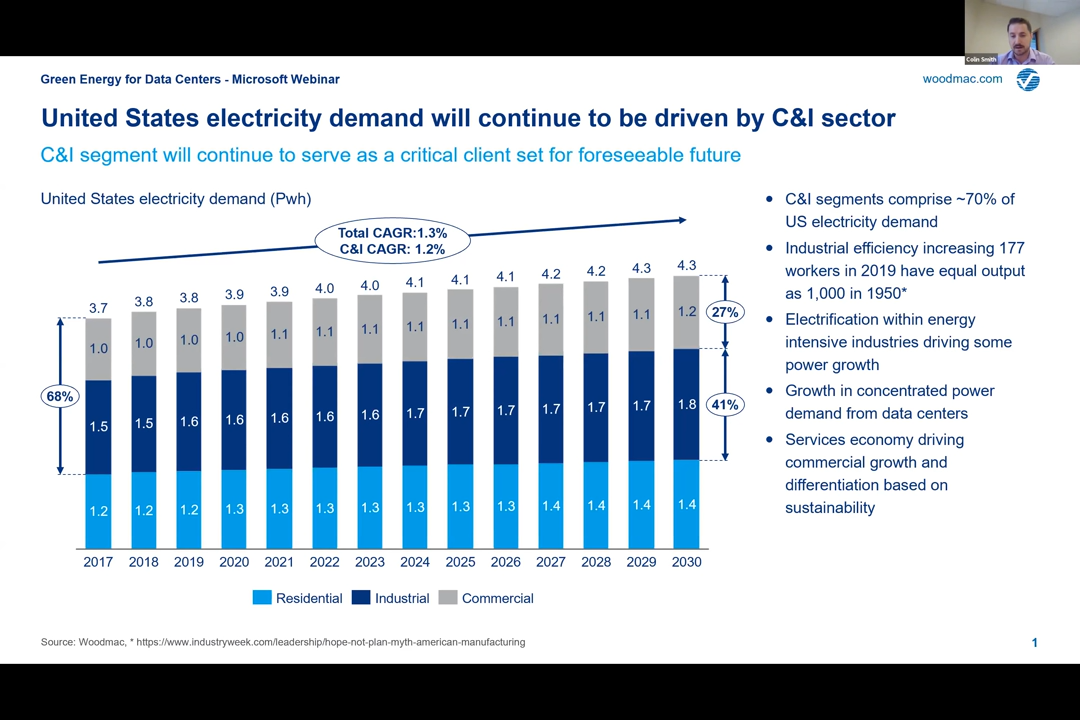 Colin Smith
Green Energy for Data Centers - Microsoft Webinar
woodmac.com
United States electricity demand will continue to be driven by C&I sector
C&I segment will continue to serve as a critical client set for foreseeable future
United States electricity demand (Pwh)
Total CAGR:1.3%
C&I CAGR: 1.2%
3.7 3.8 3.8 3.9 3.9 4.0 4.0 4.1 4.1 4.1 4.2 4.2 4.3 4.3
1.0 1.0 1.0 1.0 1.1 1.1 1.1 1.1 1.1 1.1 1.1 1.1 1.1 1.2 27%
68% 1.5 1.5 1.6 1.6 1.6 1.6 1.6 1.7 1.7 1.7 1.7 1.7 1.7 1.8 41%
1.2 1.2 1.2 1.3 1.3 1.3 1.3 1.3 1.3 1.3 1.4 1.4 1.4 1.4
2017 2018 2019 2020 2021 2022 2023 2024 2025 2026 2027 2028 2029 2030
Residential Industrial Commercial
• C&I segments comprise ~70% of
US electricity demand
• Industrial efficiency increasing 177
workers in 2019 have equal output
as 1,000 in 1950*
• Electrification within energy
intensive industries driving some
power growth
• Growth in concentrated power
demand from data centers
• Services economy driving
commercial growth and
differentiation based on
sustainability
Source: Woodmac, * https://www.industryweek.com/leadership/hope-not-plan-myth-american-manufacturing
1